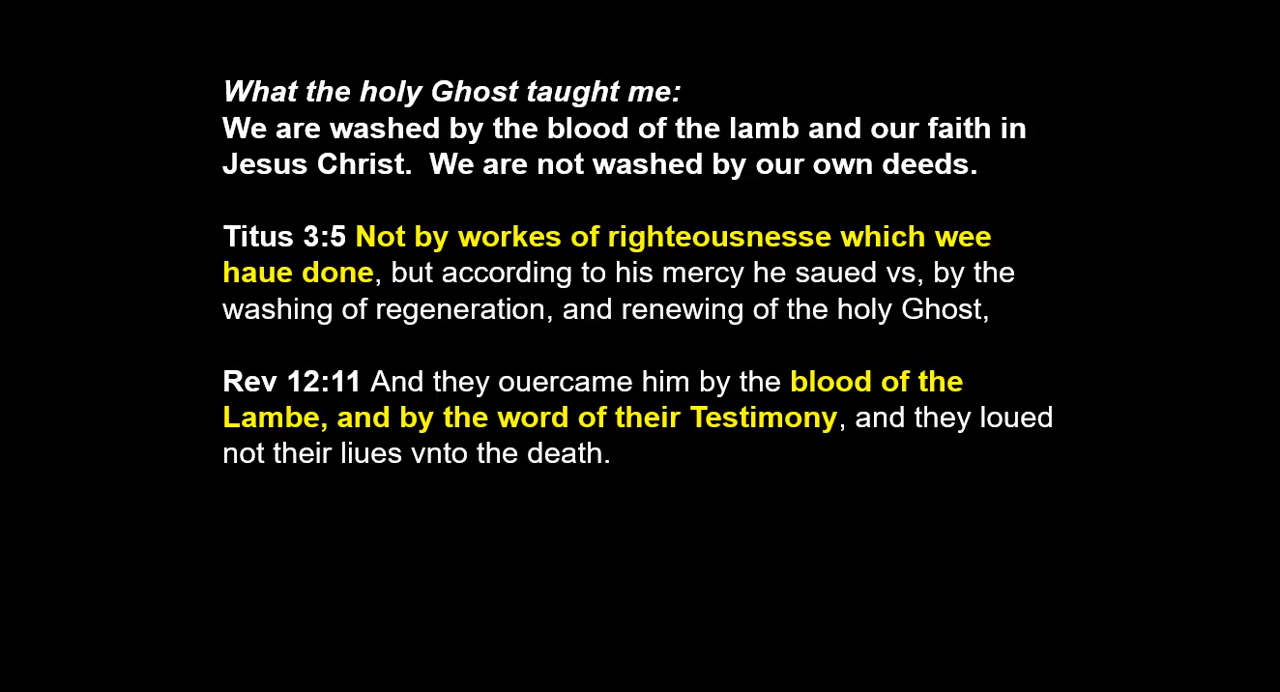 What the holy Ghost taught me:
We are washed by the blood of the lamb and our faith in
Jesus Christ.  We are not washed by our own deeds.
Titus 3:5 Not by workes of righteousnesse which wee
haue done, but according to his mercy he saued vs, by the
washing of regeneration, and renewing of the holy Ghost,
Rev 12:11 And they ouercame him by the blood of the
Lambe, and by the word of their Testimony, and they loued
not their liues vnto the death.